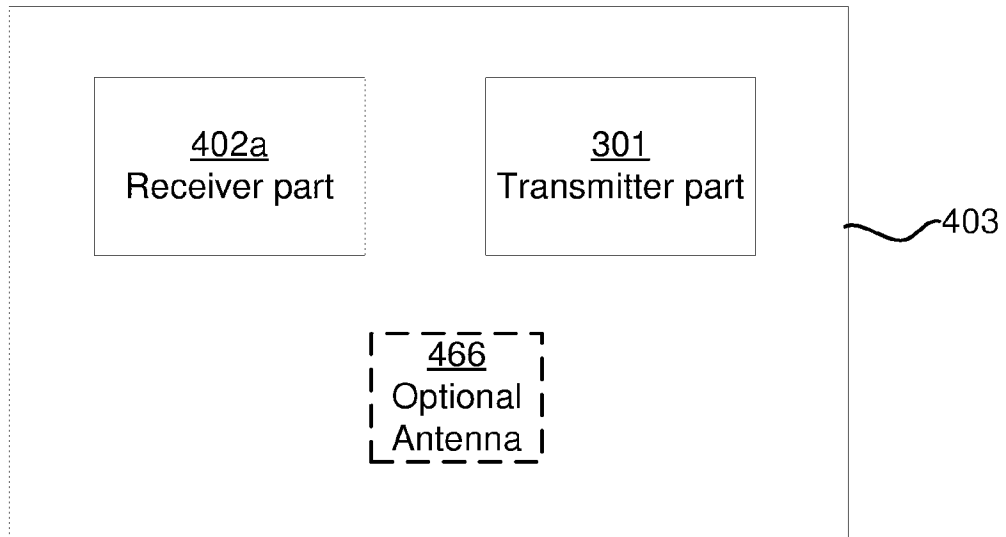 402a
Receiver part
301
Transmitter part
403
466
Optional
Antenna